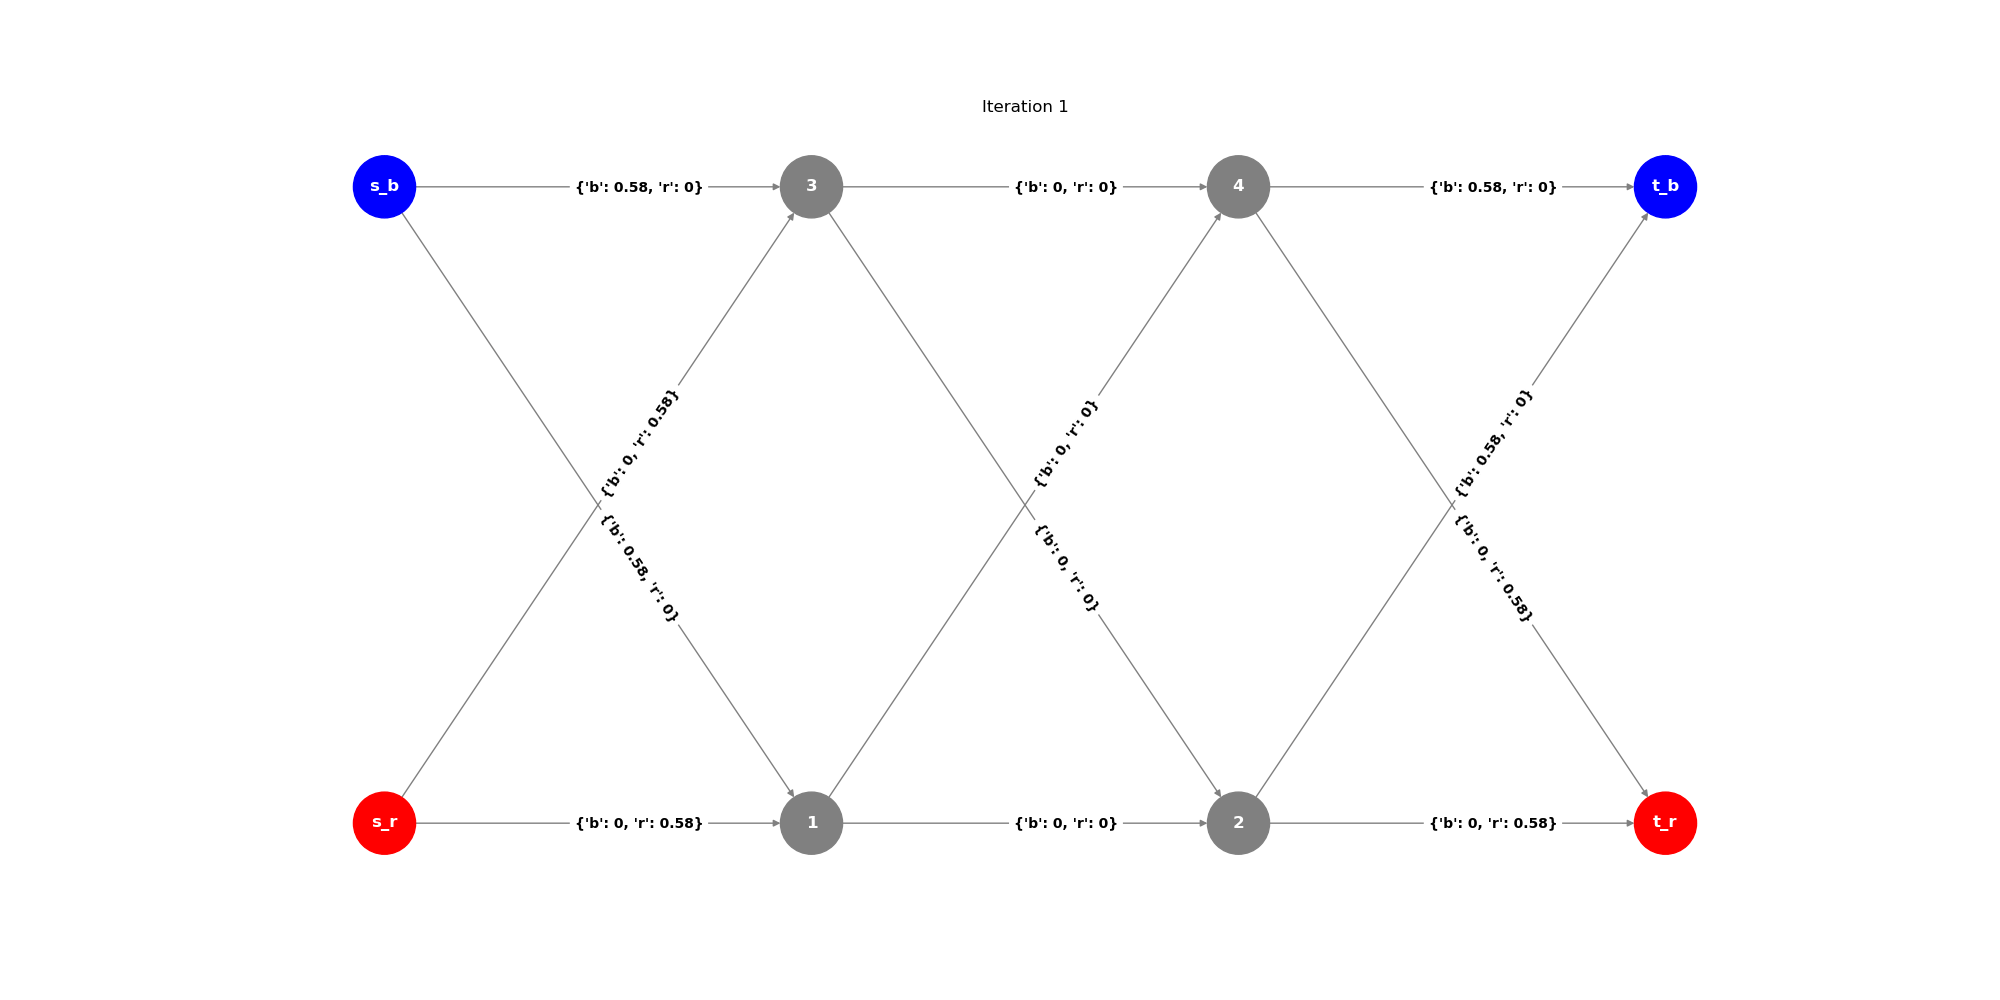 Iteration 1
s_b
{'b': 0.58, 'r': 0}
3
{'b': 0, 'r': 0}
4
{'b': 0.58, 'r': 0}
t_b
{'b': 0, 'r': 0.58}
{'b': 0, 'r': 0}
{'b': 0.58, 'r': 0}
{'b': 0.58, 'r': 0}
{'b': 0, 'r': 0}
{'b': 0, 'r': 0.58}
s_r
{'b': 0, 'r': 0.58}
1
{'b': 0, 'r': 0}
2
{'b': 0, 'r': 0.58}
t_r